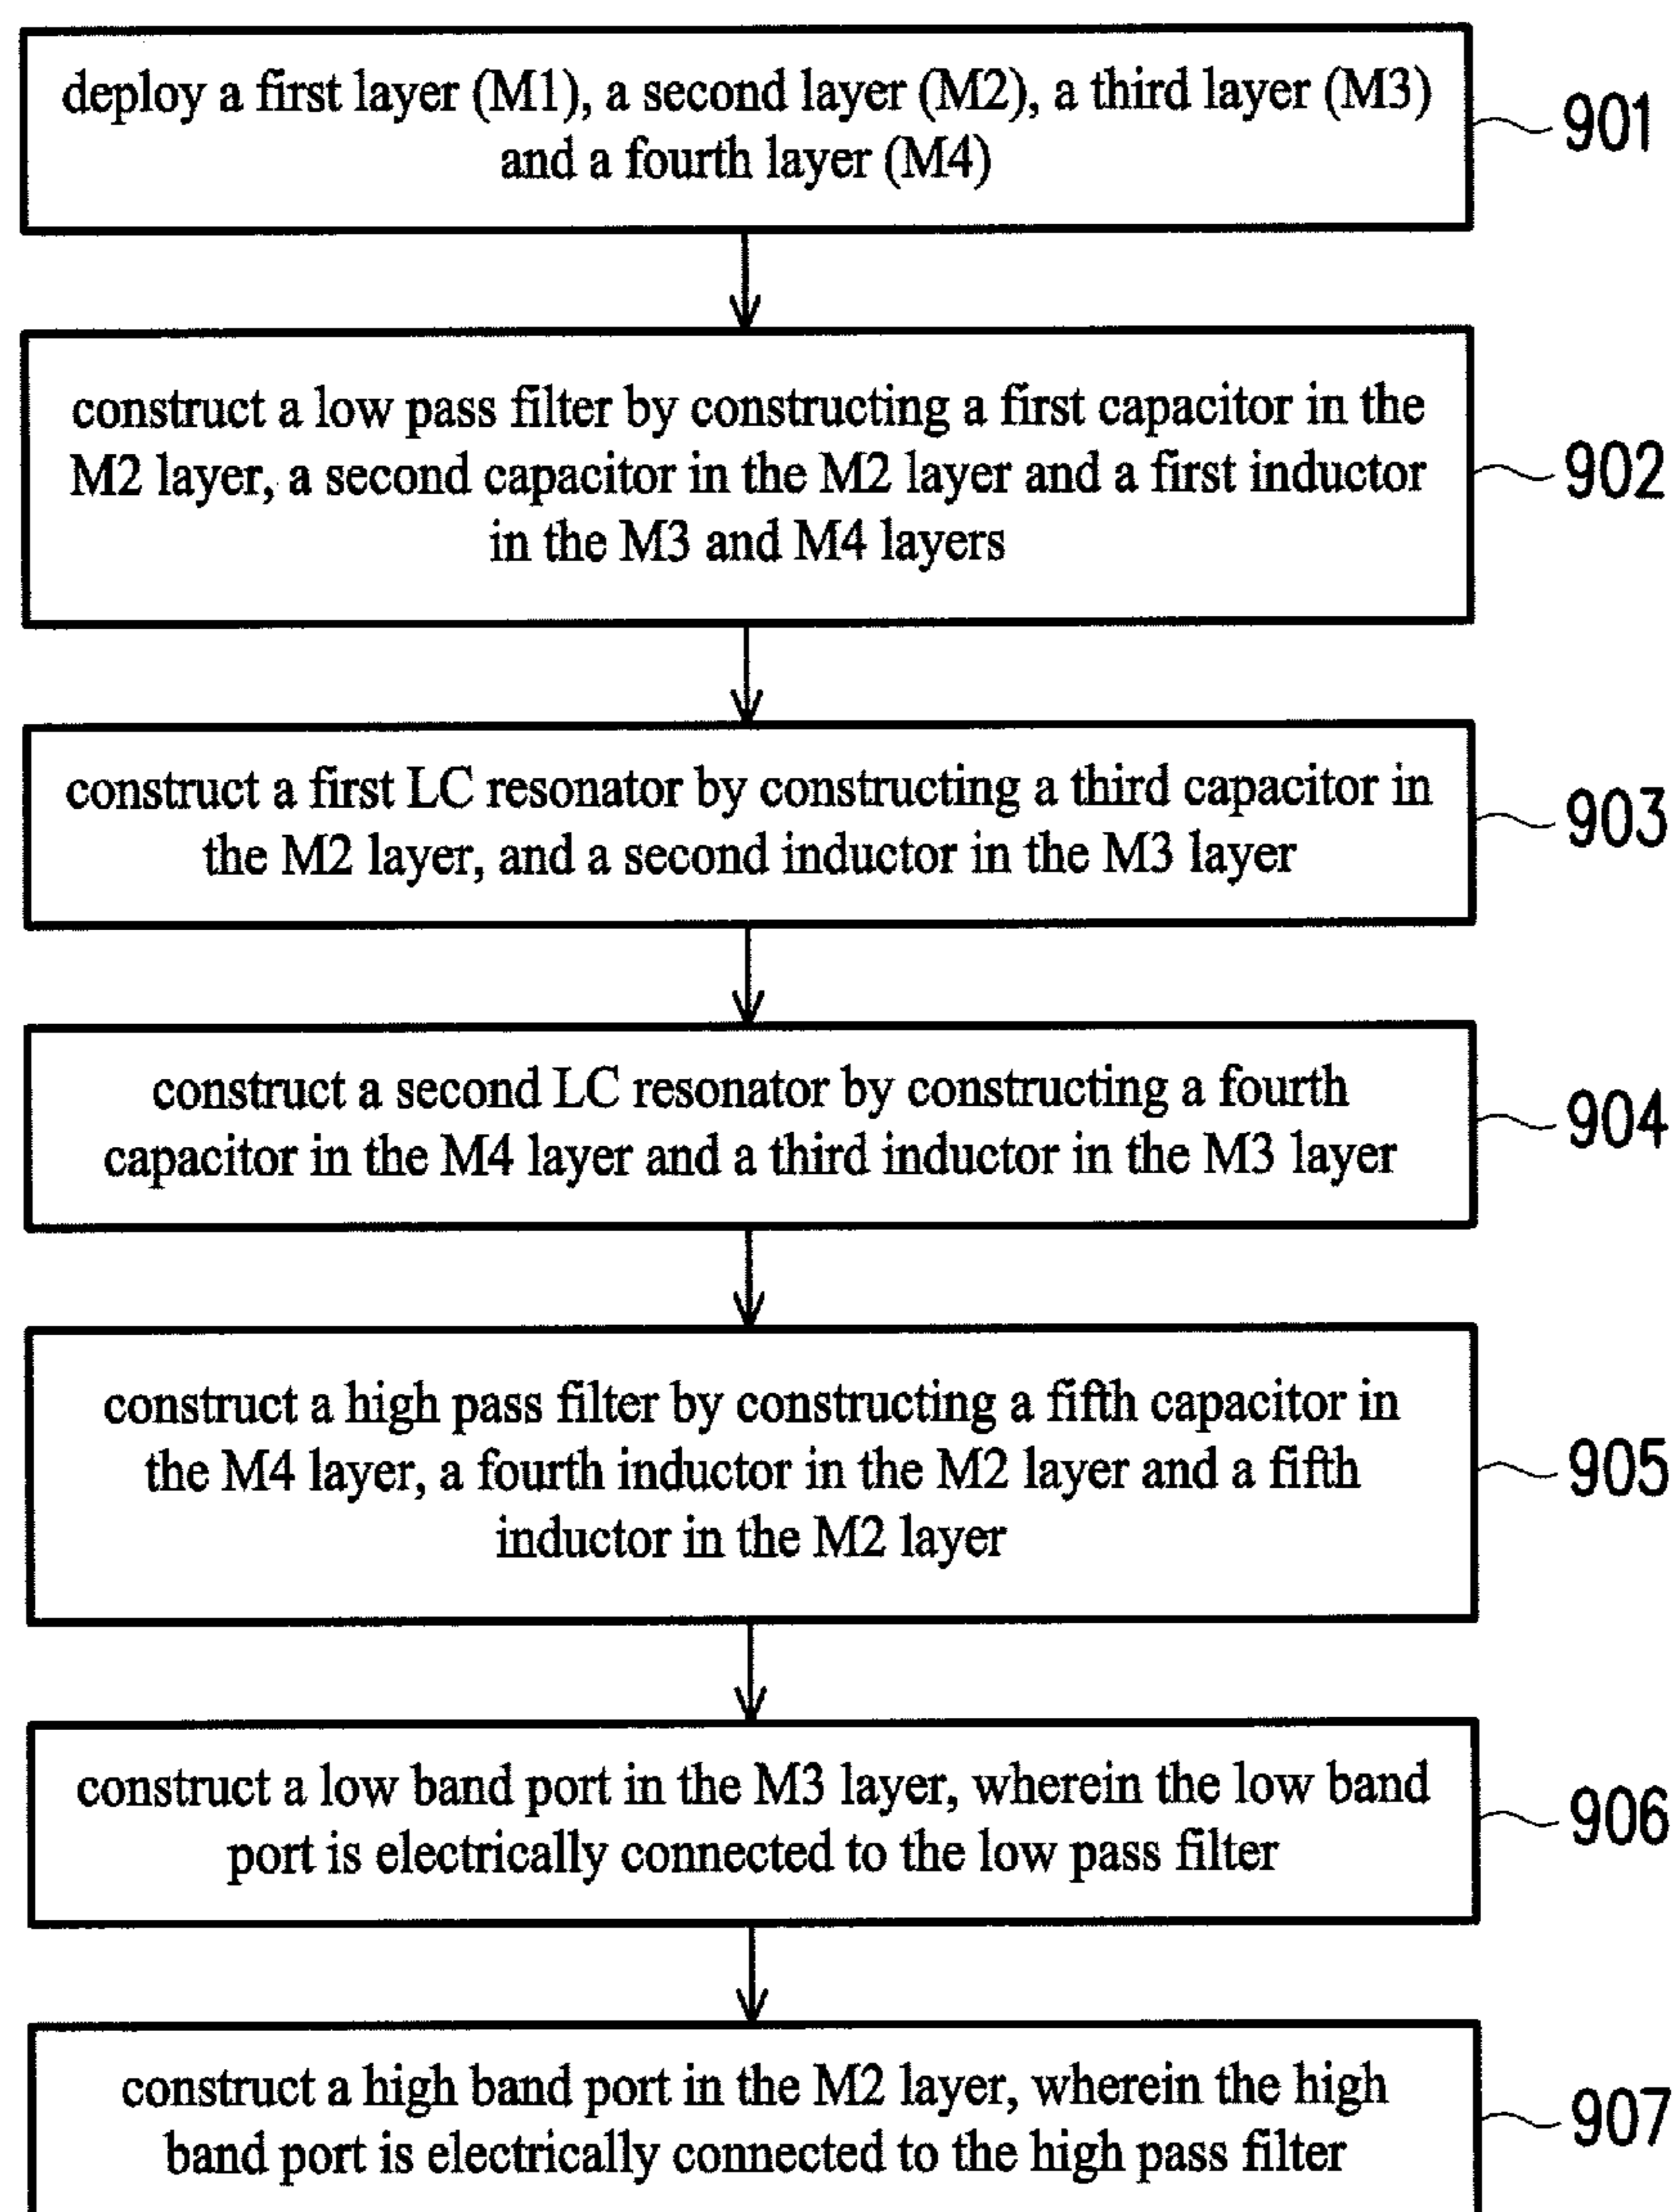 deploy a first layer (M1), a second layer (M2), a third layer (M3)
and a fourth layer (M4)
901
construct a low pass filter by constructing a first capacitor in the
M2 layer, a second capacitor in the M2 layer and a first inductor
in the M3 and M4 layers
902
construct a first LC resonator by constructing a third capacitor in
the M2 layer, and a second inductor in the M3 layer
903
construct a second LC resonator by constructing a fourth
capacitor in the M4 layer and a third inductor in the M3 layer
904
construct a high pass filter by constructing a fifth capacitor in
the M4 layer, a fourth inductor in the M2 layer and a fifth
inductor in the M2 layer
905
construct a low band port in the M3 layer, wherein the low band
port is electrically connected to the low pass filter
906
construct a high band port in the M2 layer, wherein the high
band port is electrically connected to the high pass filter
907